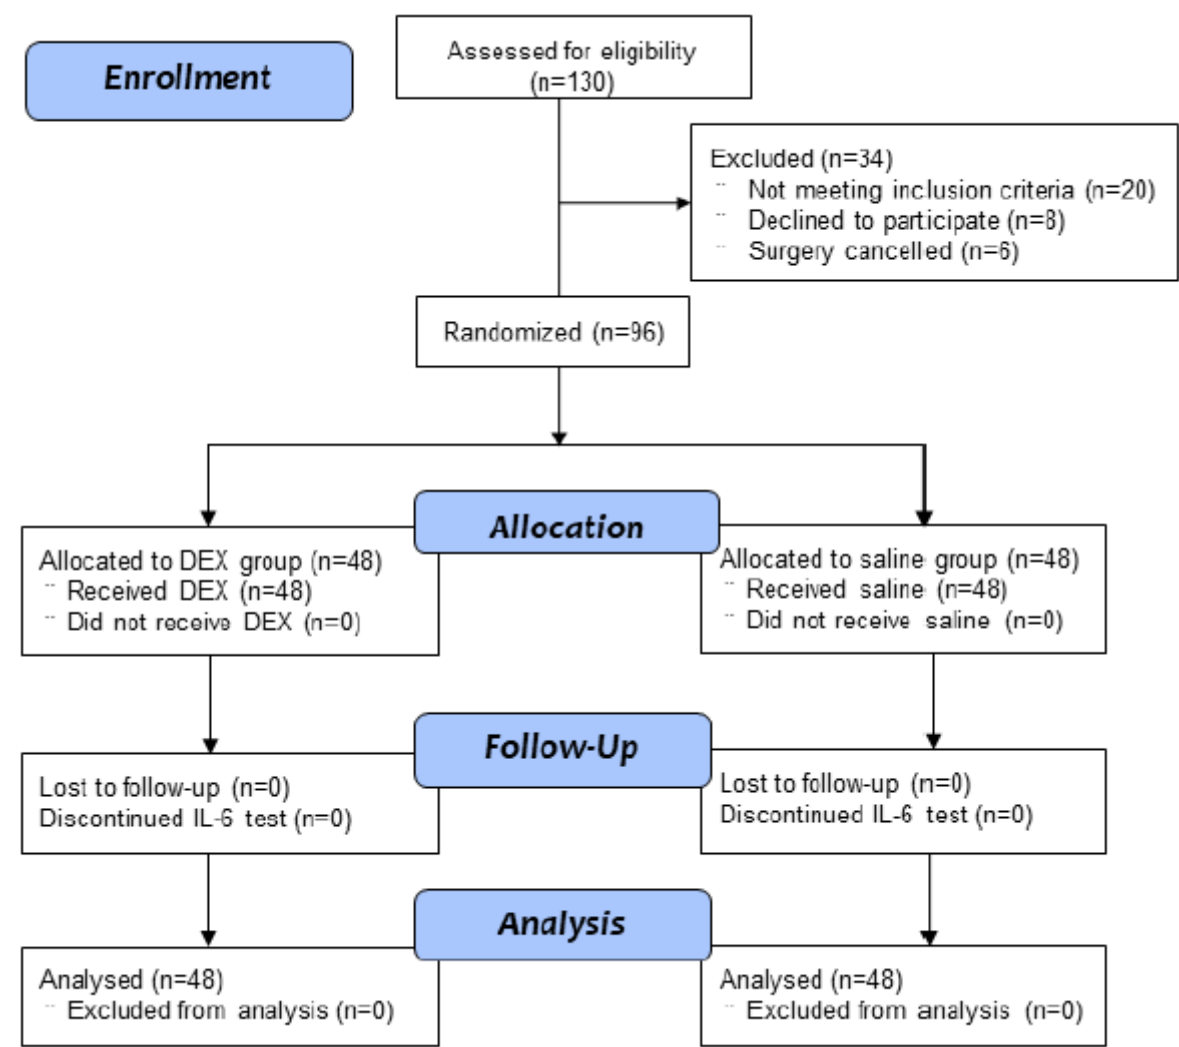 Enrollment
Assessed for eligibility
(n=130)
Excluded (n=34)
¨ Not meeting inclusion criteria (n=20)
¨ Declined to participate (n=8)
¨ Surgery cancelled (n=6)
Randomized (n=96)
Allocation
Allocated to DEX group (n=48)
¨ Received DEX (n=48)
¨ Did not receive DEX (n=0)
Allocated to saline group (n=48)
¨ Received saline (n=48)
¨ Did not receive saline (n=0)
Follow-Up
Lost to follow-up (n=0)
Discontinued IL-6 test (n=0)
Lost to follow-up (n=0)
Discontinued IL-6 test (n=0)
Analysis
Analysed (n=48)
¨ Excluded from analysis (n=0)
Analysed (n=48)
¨ Excluded from analysis (n=0)